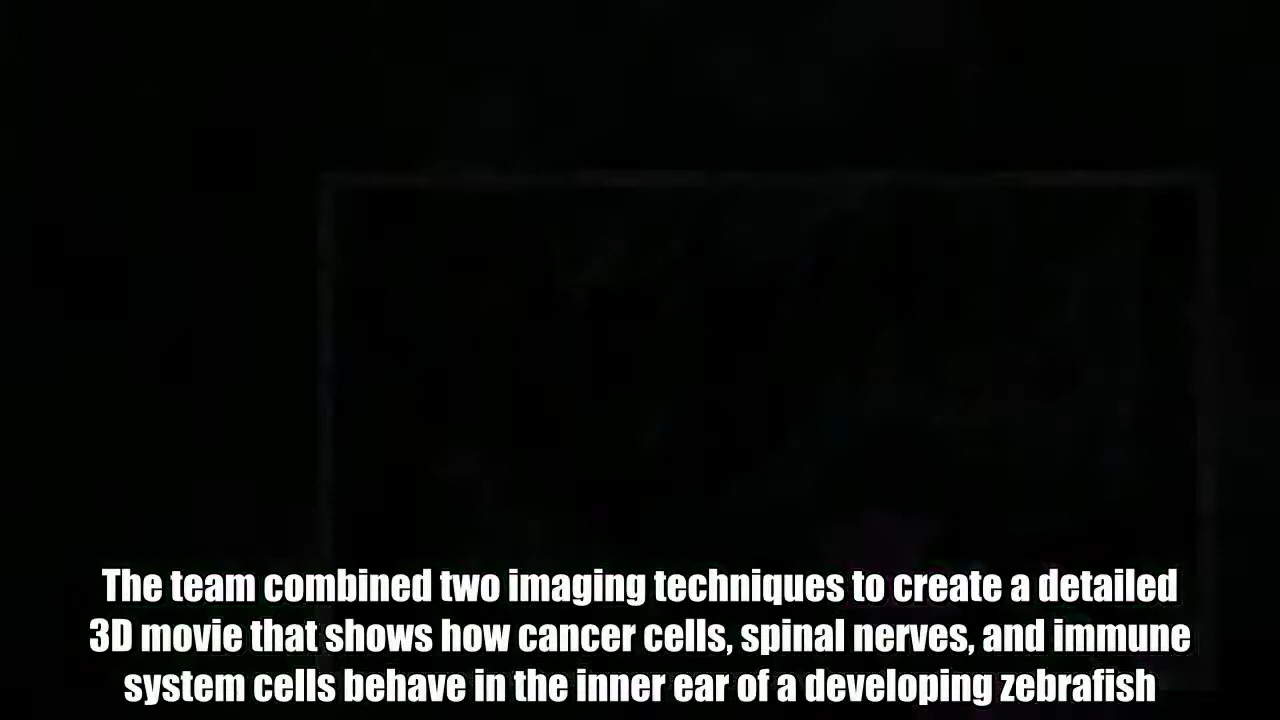 The team combined two imaging techniques to create a detailed
3D movie that shows how cancer cells, spinal nerves, and immune
system cells behave in the inner ear of a developing zebrafish